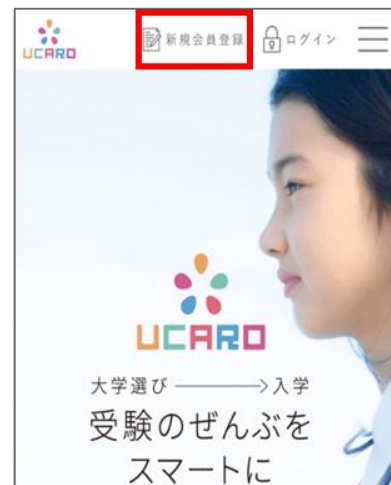 UCARO
新規会員登録
ログイン
UCARO
大学選び ———> 入学
受験のぜんぶを
スマートに